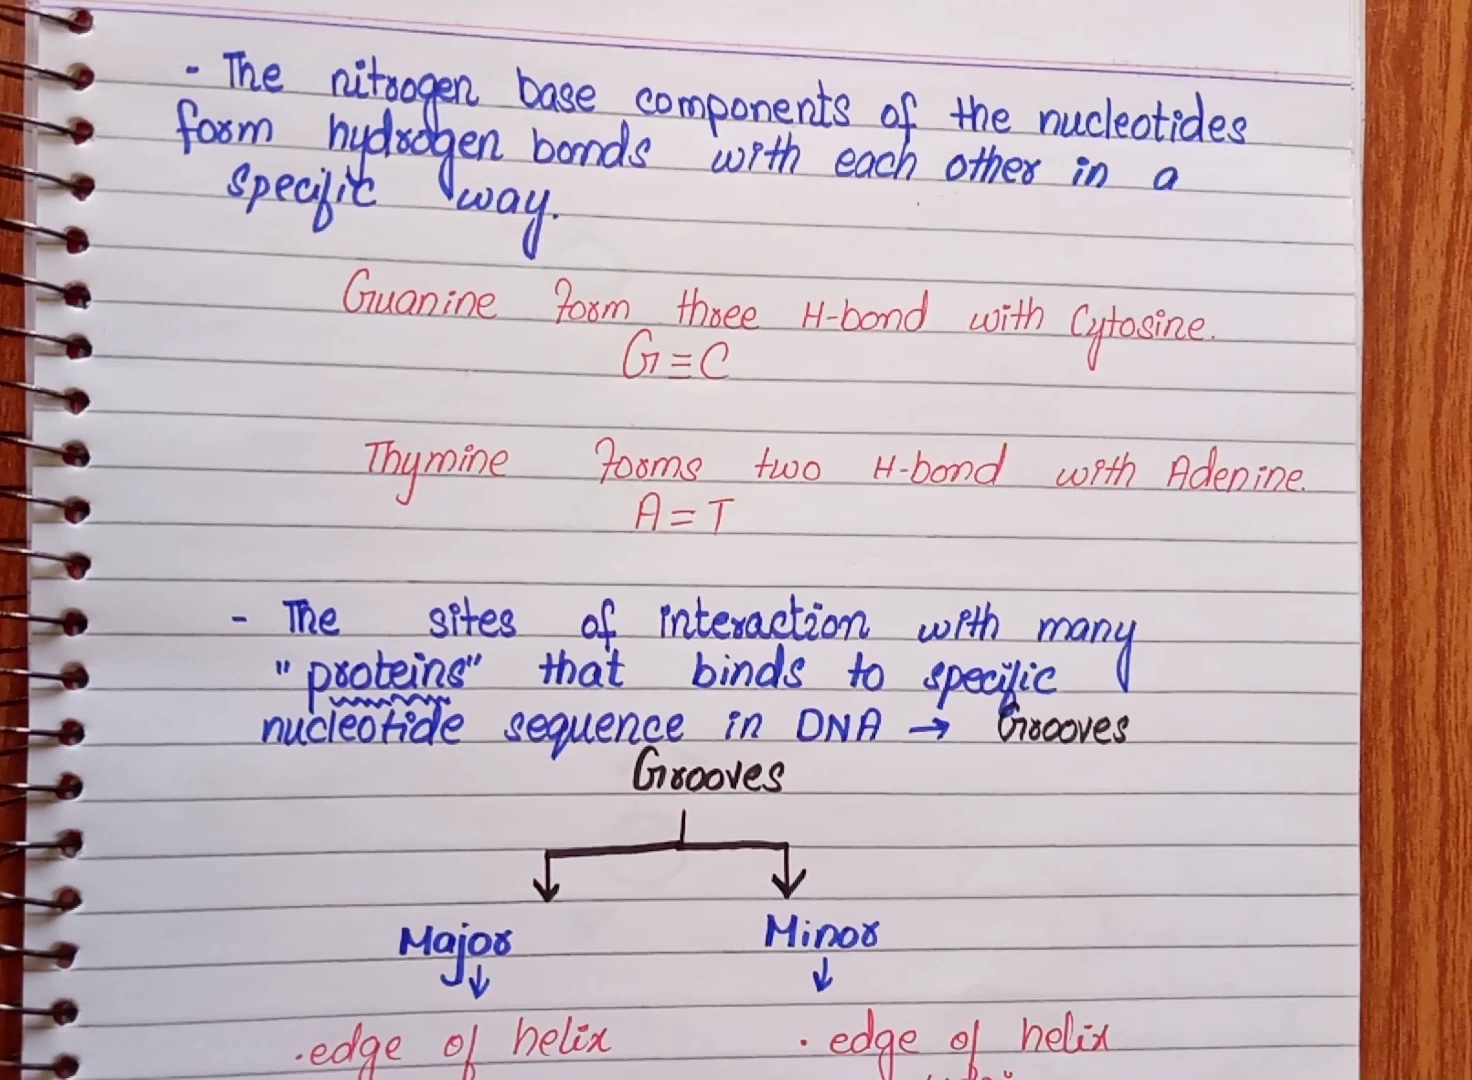 - The nitrogen base components of the nucleotides
form hydrogen bonds with each other in a
specific way.
Guanine form three H-bond with Cytosine.
G≡C
Thymine forms two H-bond with Adenine.
A=T
- The sites of interaction with many
"proteins" that binds to specific
nucleotide sequence in DNA → Grooves
Grooves
Major Minor
.edge of helix . edge of helix